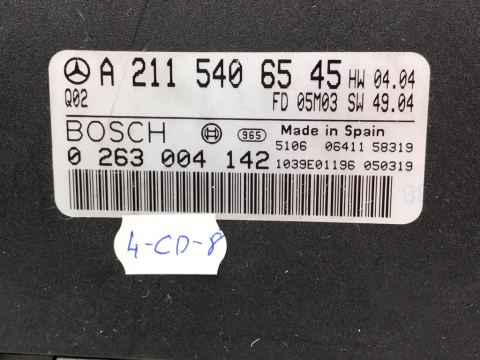 A 211 540 65 45 HW 04.04
Q02 FD 05M03 SW 49.04
BOSCH 965 Made in Spain
5106 06411 58319
0 263 004 142 1039E01196 050319
4-CD-8